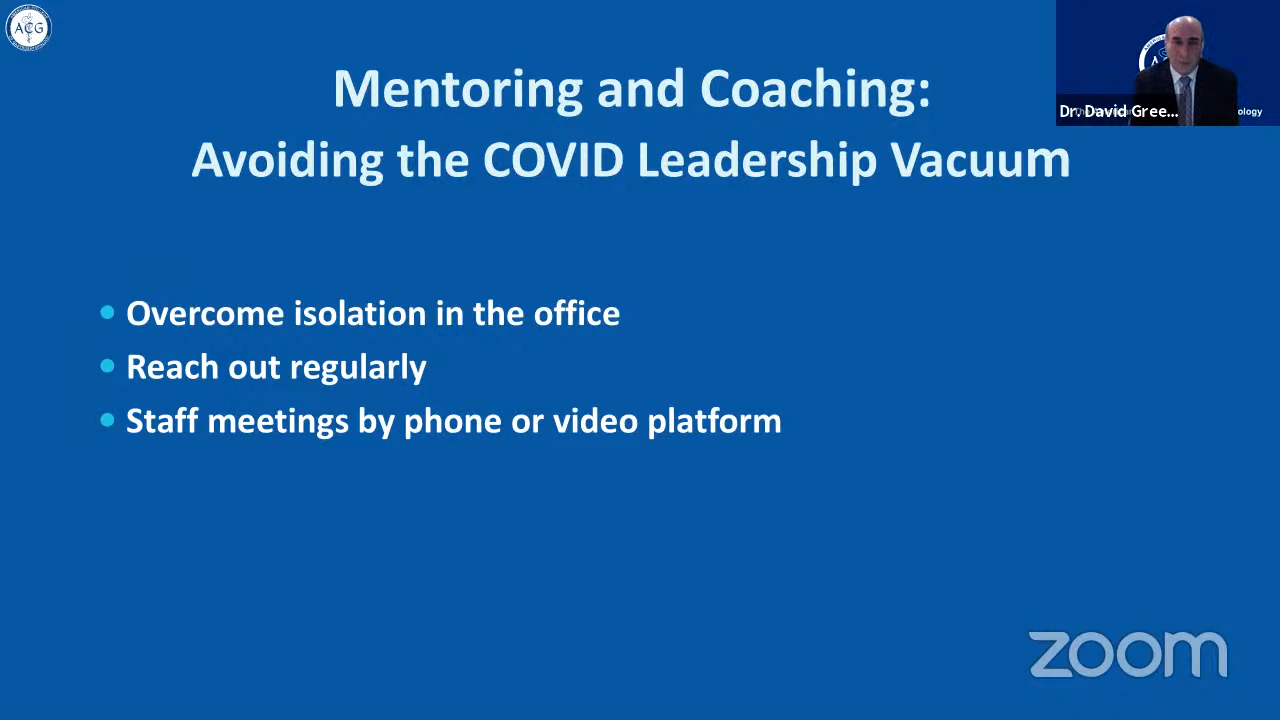 ACG
Mentoring and Coaching:
Avoiding the COVID Leadership Vacuum
Dr. David Gree...
ology
• Overcome isolation in the office
• Reach out regularly
• Staff meetings by phone or video platform
zoom